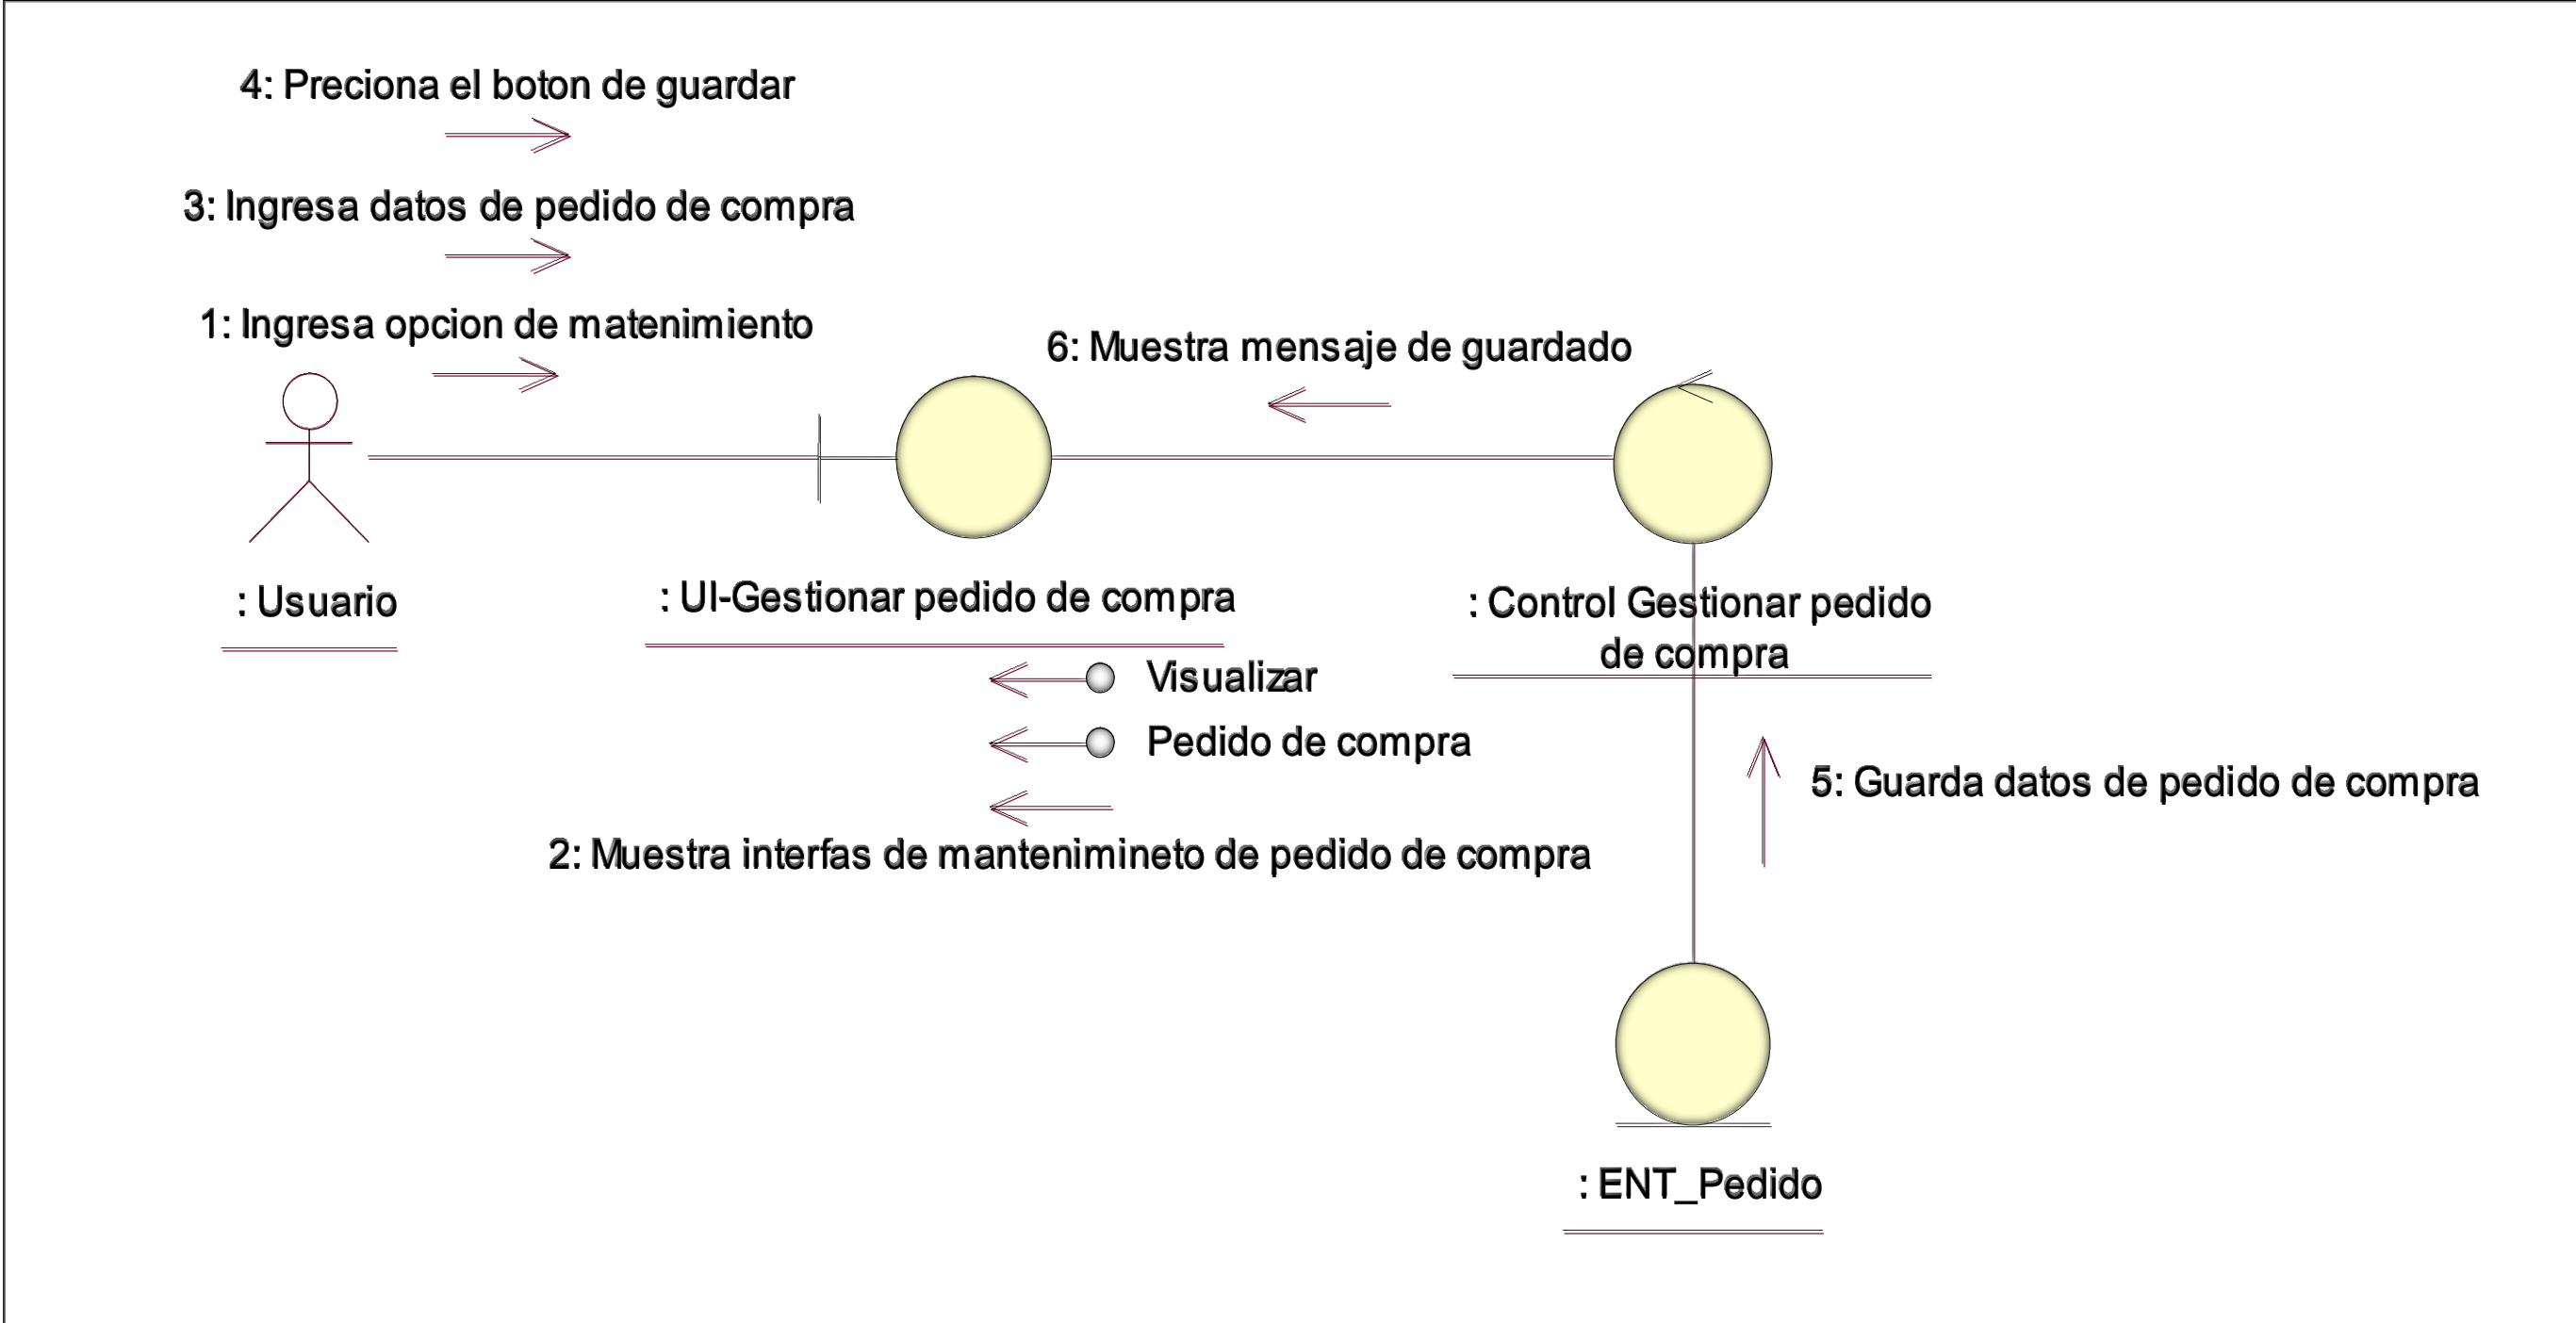 4: Preciona el boton de guardar
3: Ingresa datos de pedido de compra
1: Ingresa opcion de matenimiento
6: Muestra mensaje de guardado
: Usuario
: UI-Gestionar pedido de compra
: Control Gestionar pedido
de compra
Visualizar
Pedido de compra
5: Guarda datos de pedido de compra
2: Muestra interfas de mantenimineto de pedido de compra
: ENT_Pedido